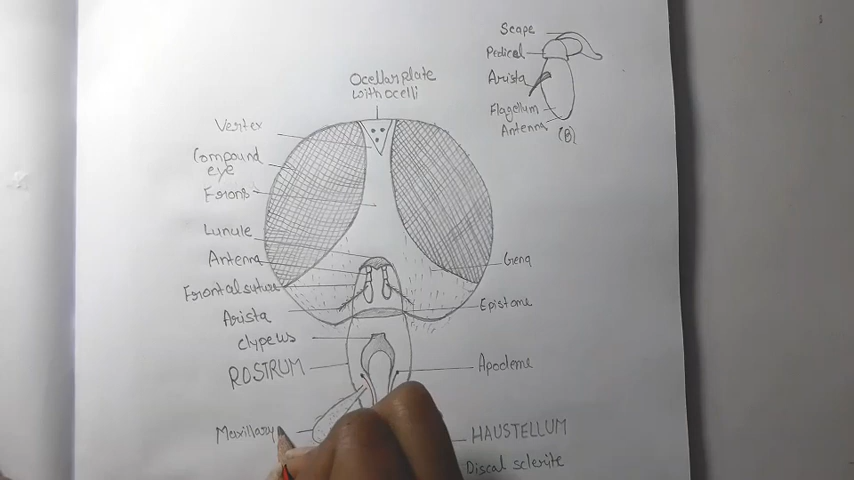 Scape
Pedical
Arista
Flagellum
Antenna (B)
Ocellar plate
with ocelli
Vertex
Compound
eye
Frons
Lunule
Antenna
Frontal suture
Arista
clypeus
ROSTRUM
Maxillary
Gena
Epistome
Apodeme
HAUSTELLUM
Discal sclerite